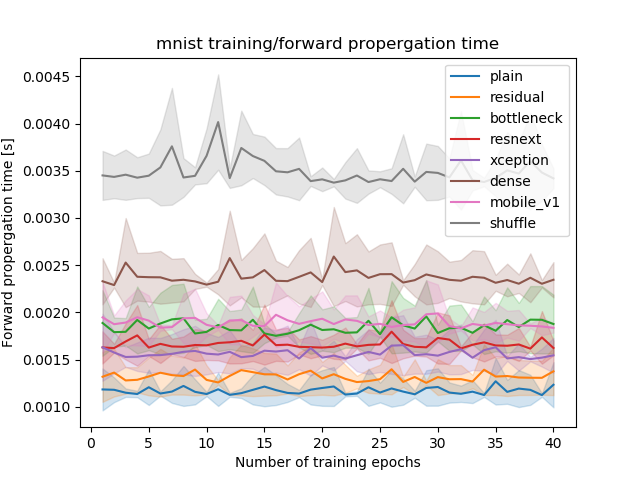 mnist training/forward propergation time
Forward propergation time [s]
0.0045
0.0040
0.0035
0.0030
0.0025
0.0020
0.0015
0.0010
plain
residual
bottleneck
resnext
xception
dense
mobile_v1
shuffle
0 5 10 15 20 25 30 35 40
Number of training epochs